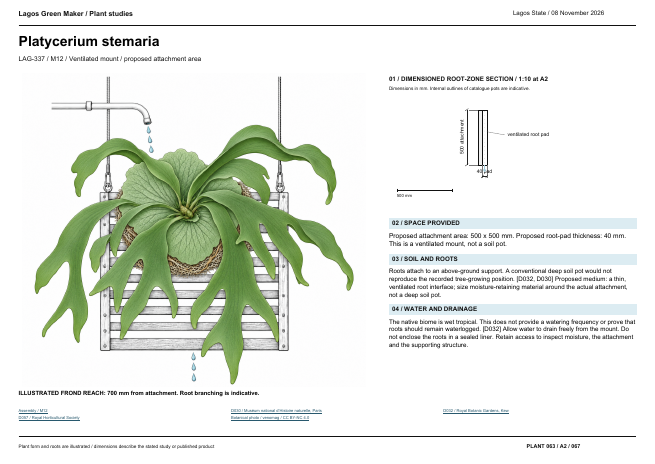 Lagos Green Maker / Plant studies
Lagos State / 08 November 2026
Platycerium stemaria
LAG-337 / M12 / Ventilated mount / proposed attachment area
01 / DIMENSIONED ROOT-ZONE SECTION / 1:10 at A2
Dimensions in mm. Internal outlines of catalogue pots are indicative.
500 attachment
ventilated root pad
40 pad
500 mm
02 / SPACE PROVIDED
Proposed attachment area: 500 x 500 mm. Proposed root-pad thickness: 40 mm.
This is a ventilated mount, not a soil pot.
03 / SOIL AND ROOTS
Roots attach to an above-ground support. A conventional deep soil pot would not
reproduce the recorded tree-growing position. [D032, D030] Proposed medium: a thin,
ventilated root interface; size moisture-retaining material around the actual attachment,
not a deep soil pot.
04 / WATER AND DRAINAGE
The native biome is wet tropical. This does not provide a watering frequency or prove that
roots should remain waterlogged. [D032] Allow water to drain freely from the mount. Do
not enclose the roots in a sealed liner. Retain access to inspect moisture, the attachment
and the supporting structure.
ILLUSTRATED FROND REACH: 700 mm from attachment. Root branching is indicative.
Assembly / M12
D030 / Muséum national d'histoire naturelle, Paris
D032 / Royal Botanic Gardens, Kew
/ Royal Horticultural Society
Botanical photo / / CC BY-NC 4.0
Plant form and roots are illustrated / dimensions describe the stated study or published product
PLANT 063 / A2 / 067